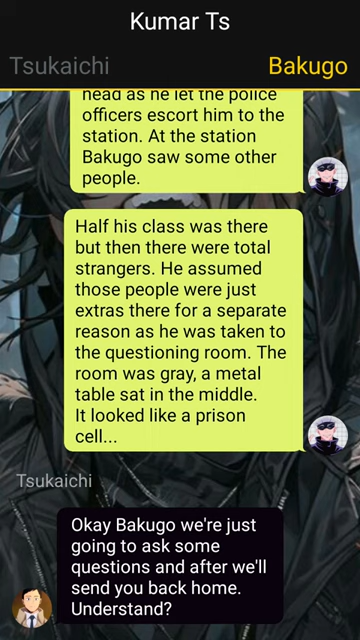 Kumar Ts
Tsukaichi
Bakugo
head as he let the police
officers escort him to the
station. At the station
Bakugo saw some other
people.
Half his class was there
but then there were total
strangers. He assumed
those people were just
extras there for a separate
reason as he was taken to
the questioning room. The
room was gray, a metal
table sat in the middle.
It looked like a prison
cell...
Tsukaichi
Okay Bakugo we're just
going to ask some
questions and after we'll
send you back home.
Understand?